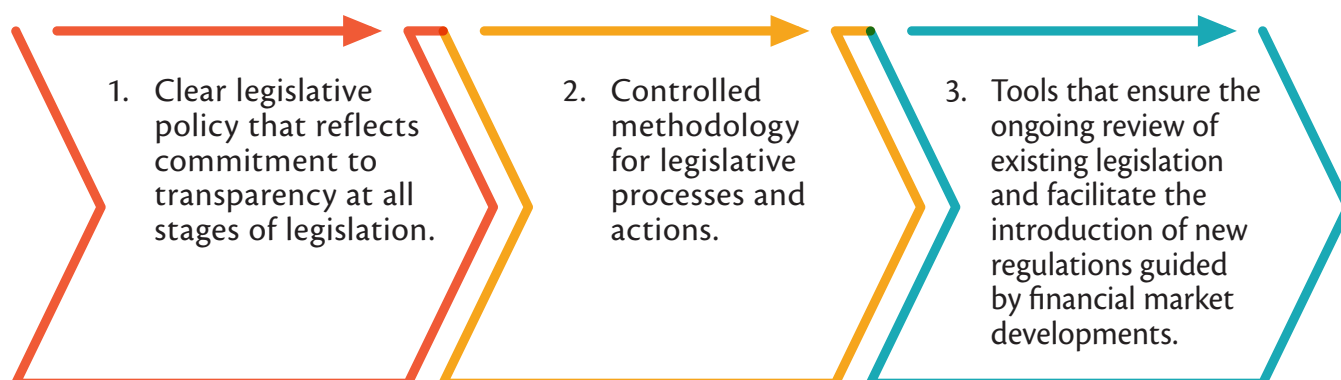 1. Clear legislative
policy that reflects
commitment to
transparency at all
stages of legislation.
2. Controlled
methodology
for legislative
processes and
actions.
3. Tools that ensure the
ongoing review of
existing legislation
and facilitate the
introduction of new
regulations guided
by financial market
developments.